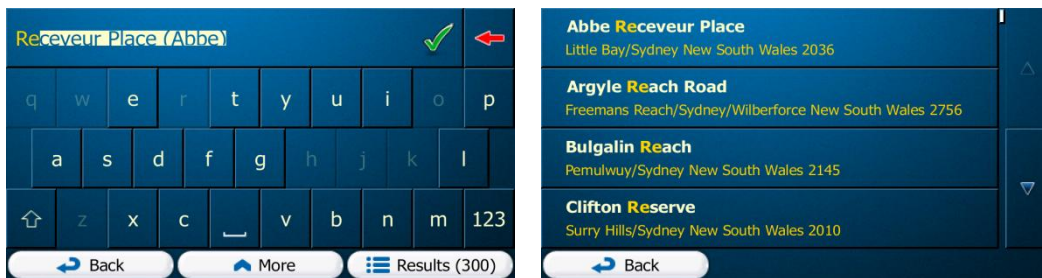 Receveur Place (Abbe)
q w e r t y u i o p
a s d f g h j k l
z x c v b n m 123
Back More Results (300)
Abbe Receveur Place
Little Bay/Sydney New South Wales 2036
Argyle Reach Road
Freemans Reach/Sydney/Wilberforce New South Wales 2756
Bulgalin Reach
Pemulwuy/Sydney New South Wales 2145
Clifton Reserve
Surry Hills/Sydney New South Wales 2010
Back